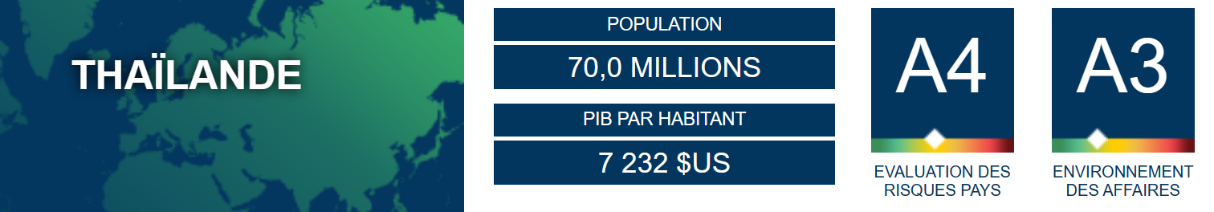 THAÏLANDE
POPULATION
70,0 MILLIONS
PIB PAR HABITANT
7 232 $US
A4
EVALUATION DES
RISQUES PAYS
A3
ENVIRONNEMENT
DES AFFAIRES